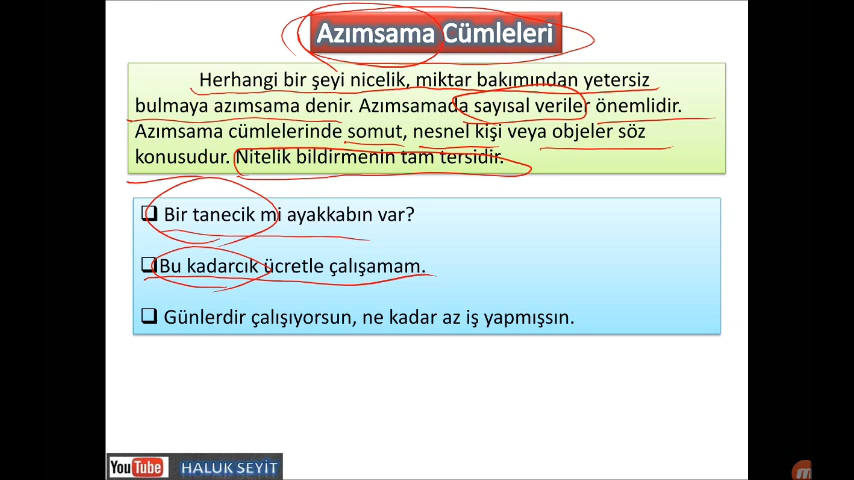 Azımsama Cümleleri
Herhangi bir şeyi nicelik, miktar bakımından yetersiz
bulmaya azımsama denir. Azımsamada sayısal veriler önemlidir.
Azımsama cümlelerinde somut, nesnel kişi veya objeler söz
konusudur. Nitelik bildirmenin tam tersidir.
Bir tanecik mi ayakkabın var?
Bu kadarcık ücretle çalışamam.
Günlerdir çalışıyorsun, ne kadar az iş yapmışsın.
YouTube HALUK SEYİT